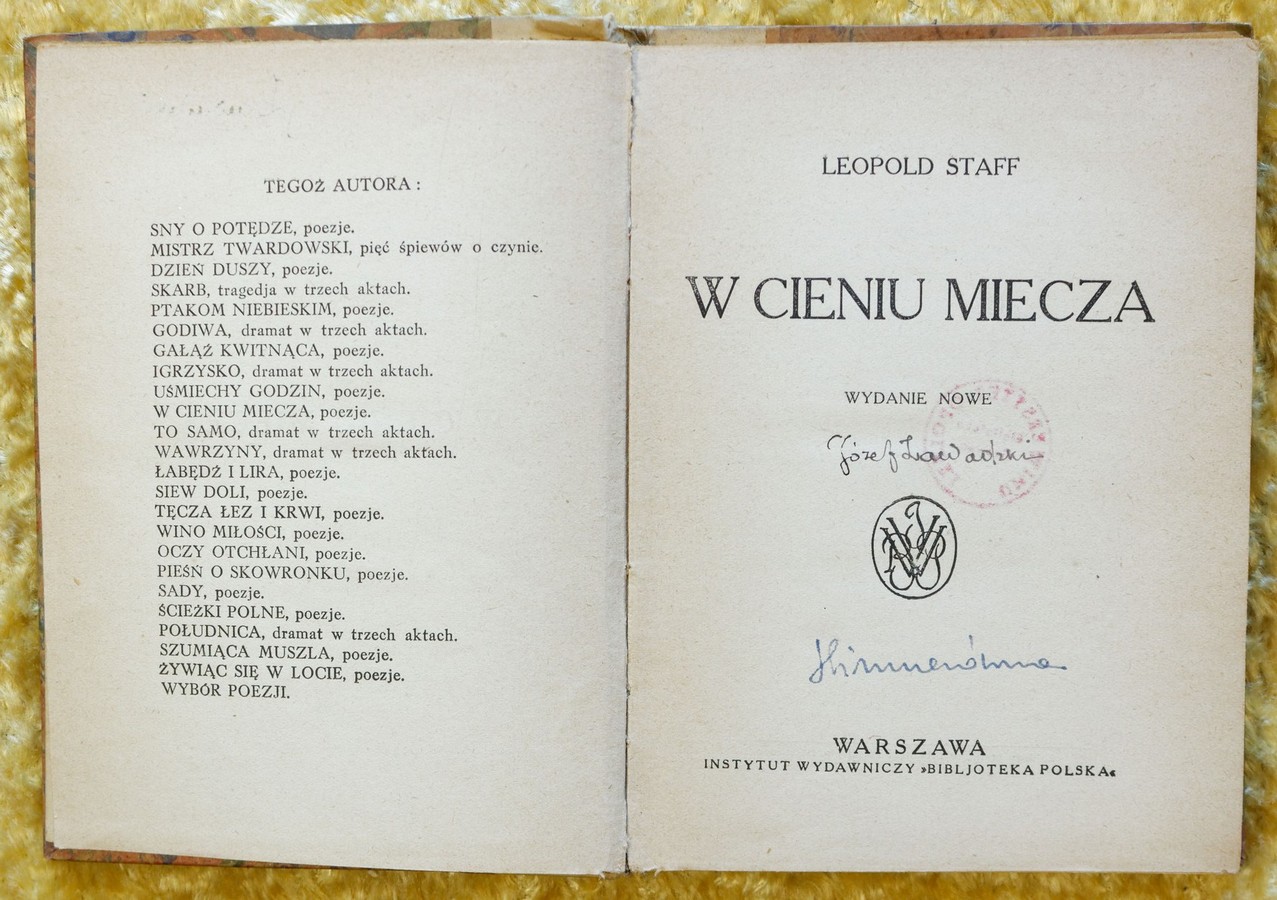 TEGOŻ AUTORA :
SNY O POTĘDZE, poezje.
MISTRZ TWARDOWSKI, pięć śpiewów o czynie.
DZIEŃ DUSZY, poezje.
SKARB, tragedja w trzech aktach.
PTAKOM NIEBIESKIM, poezje.
GODIWA, dramat w trzech aktach.
GAŁĄŹ KWITNĄCA, poezje.
IGRZYSKO, dramat w trzech aktach.
UŚMIECHY GODZIN, poezje.
W CIENIU MIECZA, poezje.
TO SAMO, dramat w trzech aktach.
WAWRZYNY, dramat w trzech aktach.
ŁABĘDŹ I LIRA, poezje.
SIEW DOLI, poezje.
TĘCZA ŁEZ I KRWI, poezje.
WINO MIŁOŚCI, poezje.
OCZY OTCHŁANI, poezje.
PIEŚŃ O SKOWRONKU, poezje.
SADY, poezje.
ŚCIEŻKI POLNE, poezje.
POŁUDNICA, dramat w trzech aktach.
SZUMIĄCA MUSZLA, poezje.
ŻYWIĄC SIĘ W LOCIE, poezje.
WYBÓR POEZJI.
LEOPOLD STAFF
W CIENIU MIECZA
WYDANIE NOWE
Józef Zawadzki
WARSZAWA
INSTYTUT WYDAWNICZY »BIBLJOTEKA POLSKA«